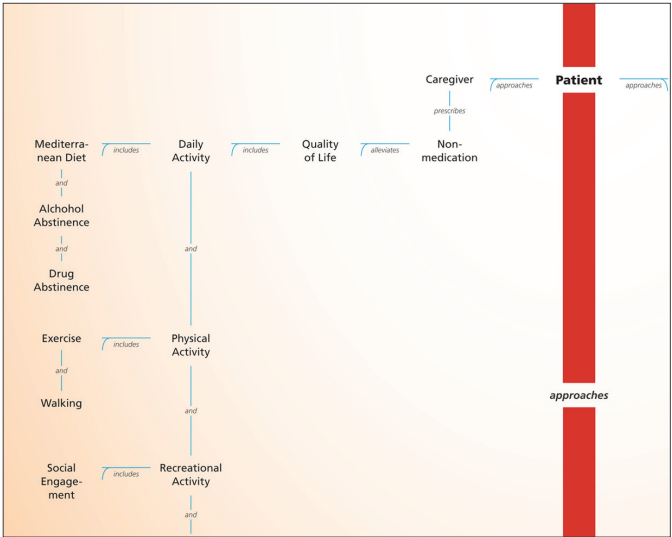 Caregiver
approaches
Patient
approaches
prescribes
Mediterra-
nean Diet
includes
Daily
Activity
includes
Quality
of Life
alleviates
Non-
medication
and
Alchohol
Abstinence
and
and
Drug
Abstinence
Exercise
includes
Physical
Activity
and
approaches
Walking
and
Social
Engage-
ment
includes
Recreational
Activity
and